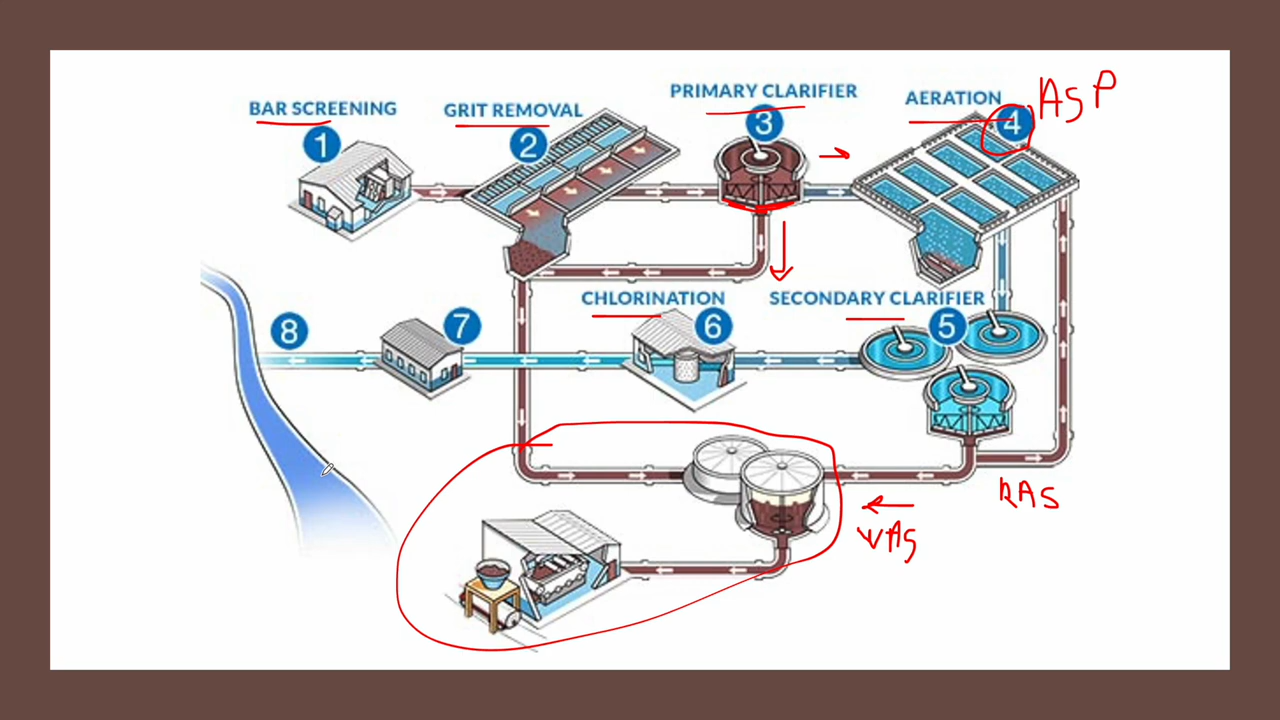 BAR SCREENING
1
GRIT REMOVAL
2
PRIMARY CLARIFIER
3
AERATION
4
ASP
SECONDARY CLARIFIER
5
CHLORINATION
6
7
8
RAS
WAS